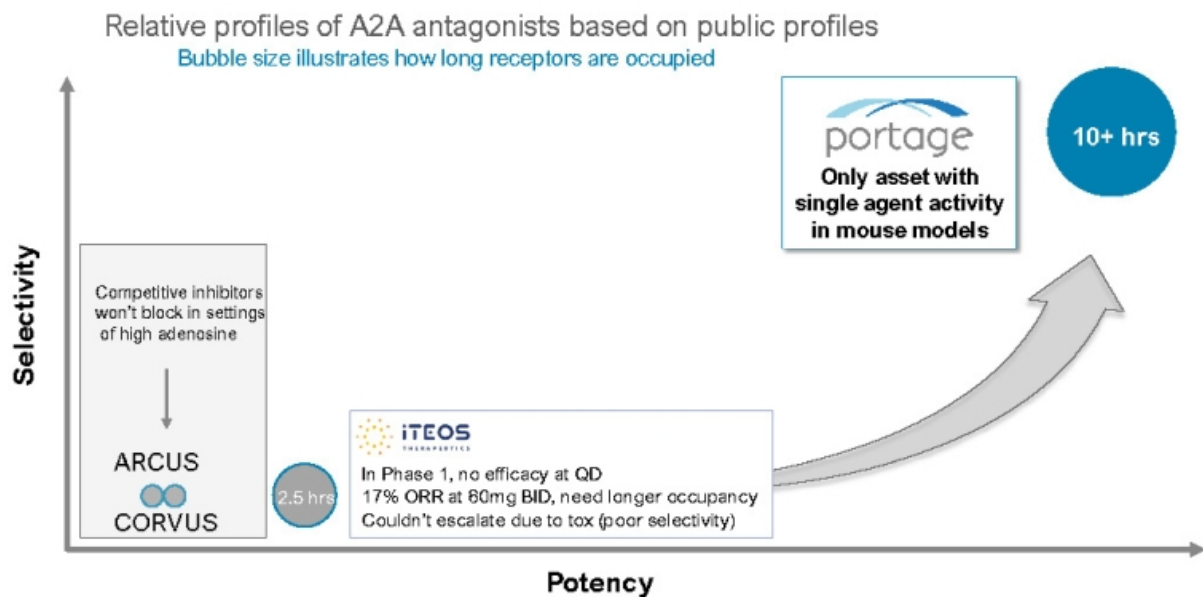 Relative profiles of A2A antagonists based on public profiles
Bubble size illustrates how long receptors are occupied
portage
Only asset with
single agent activity
in mouse models
10+ hrs
Selectivity
Competitive inhibitors
won't block in settings
of high adenosine
ARCUS
CORVUS
2.5 hrs
iTEOS
THERAPEUTICS
In Phase 1, no efficacy at QD
17% ORR at 80mg BID, need longer occupancy
Couldn't escalate due to tox (poor selectivity)
Potency